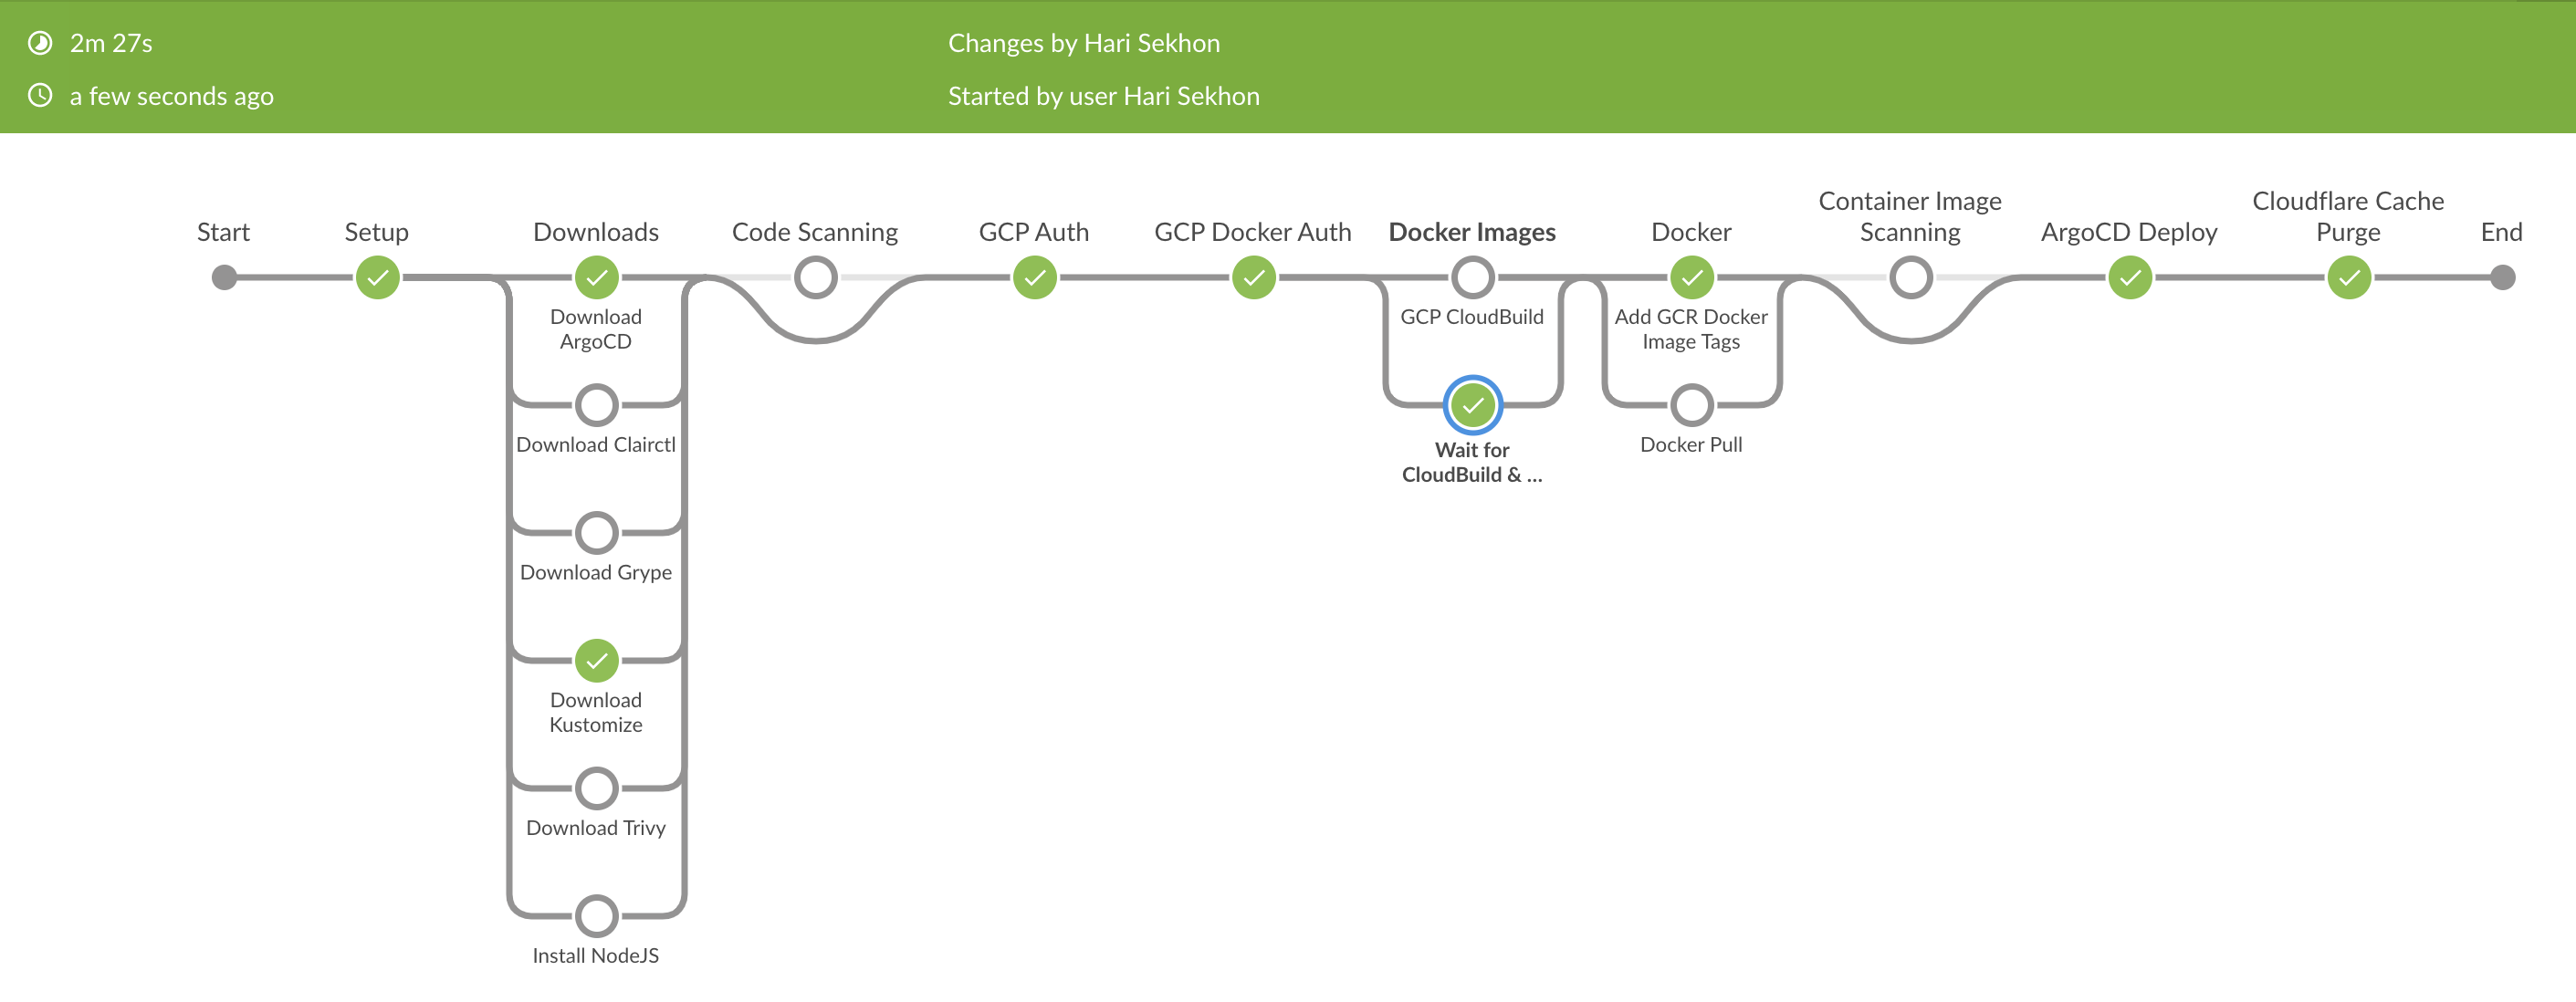 2m 27s
Changes by Hari Sekhon
a few seconds ago
Started by user Hari Sekhon
Start
Setup
Downloads
Code Scanning
GCP Auth
GCP Docker Auth
Docker Images
Docker
Container Image
Scanning
ArgoCD Deploy
Cloudflare Cache
Purge
End
Download
ArgoCD
Download Clairctl
Download Grype
Download
Kustomize
Download Trivy
Install NodeJS
GCP CloudBuild
Wait for
CloudBuild & ...
Add GCR Docker
Image Tags
Docker Pull